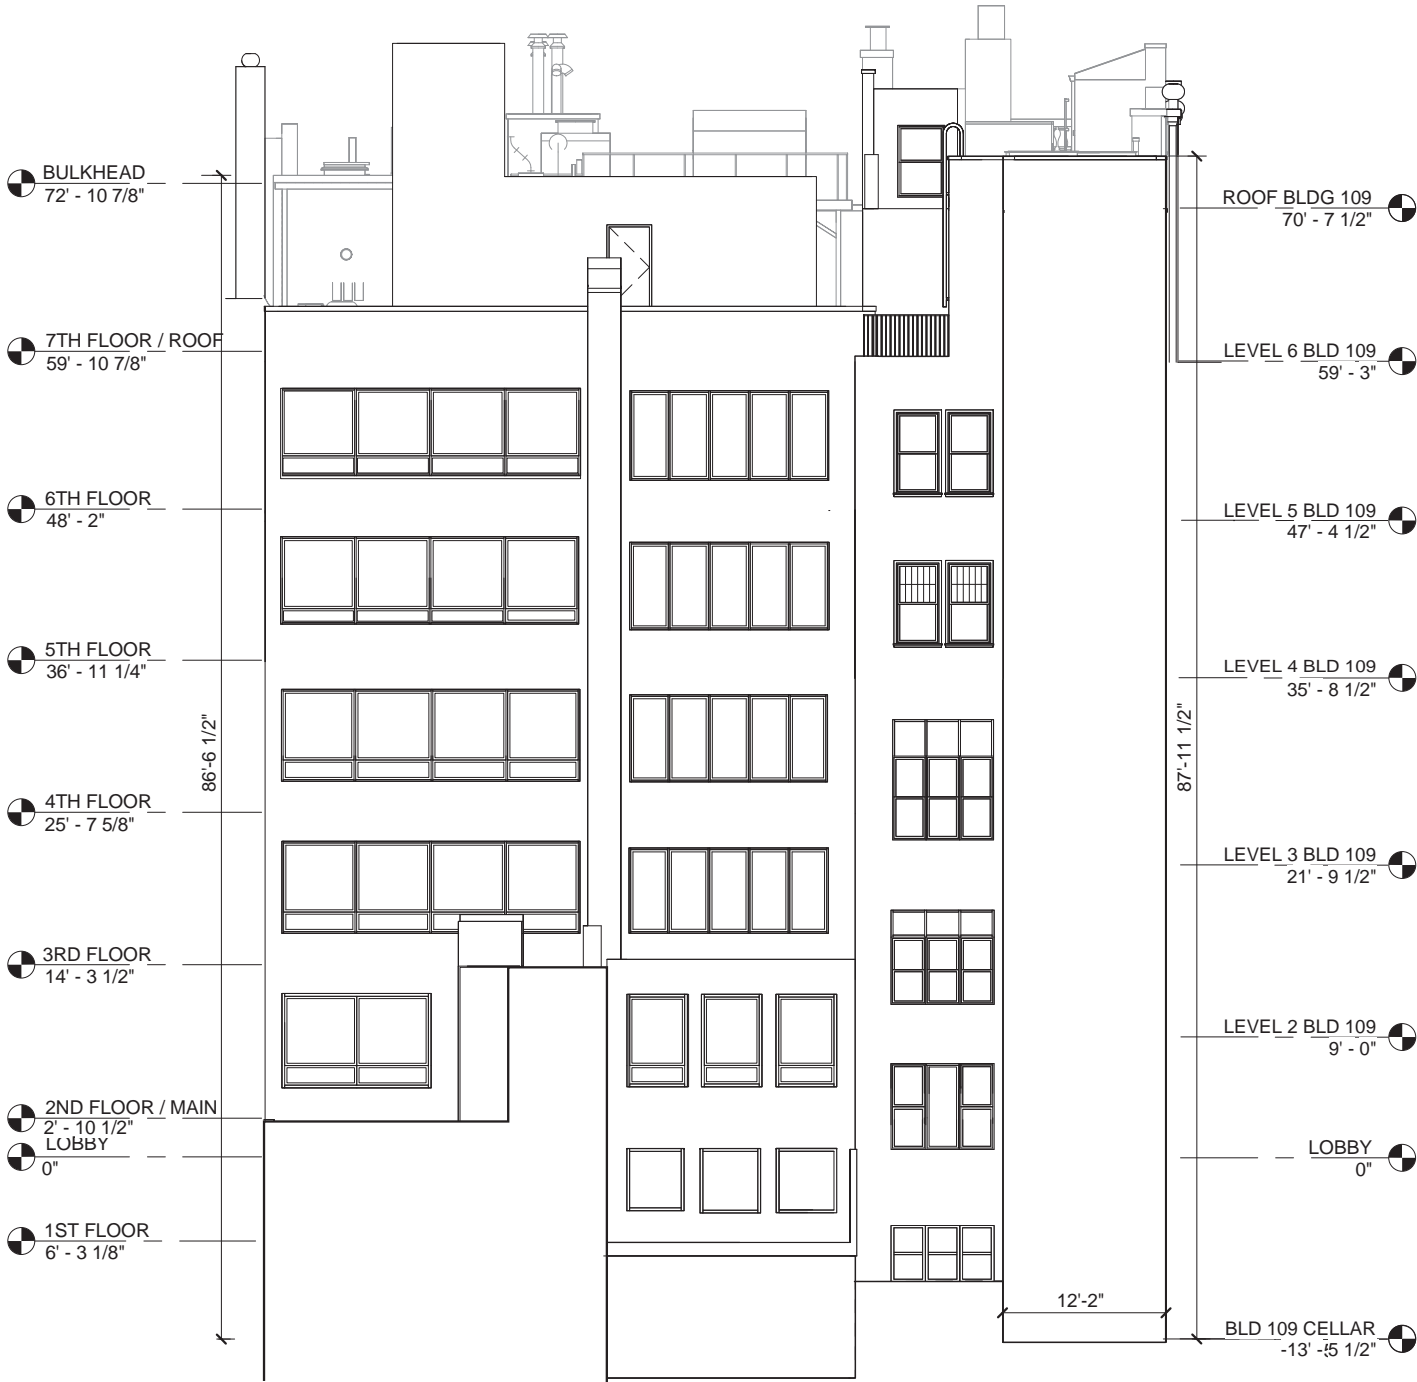 BULKHEAD
72' - 10 7/8"
7TH FLOOR / ROOF
59' - 10 7/8"
6TH FLOOR
48' - 2"
5TH FLOOR
36' - 11 1/4"
86'-6 1/2"
4TH FLOOR
25' - 7 5/8"
3RD FLOOR
14' - 3 1/2"
2ND FLOOR / MAIN
2' - 10 1/2"
LOBBY
0"
1ST FLOOR
6' - 3 1/8"
ROOF BLDG 109
70' - 7 1/2"
LEVEL 6 BLD 109
59' - 3"
LEVEL 5 BLD 109
47' - 4 1/2"
LEVEL 4 BLD 109
35' - 8 1/2"
87'-11 1/2"
LEVEL 3 BLD 109
21' - 9 1/2"
LEVEL 2 BLD 109
9' - 0"
LOBBY
0"
12'-2"
BLD 109 CELLAR
-13' - 5 1/2"